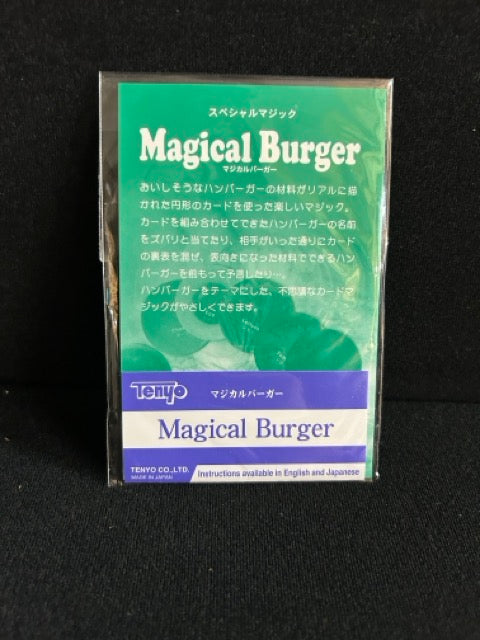 スペシャルマジック
Magical Burger
マジカルバーガー
おいしそうなハンバーガーの材料がリアルに描
かれた円形のカードを使った楽しいマジック。
カードを組み合わせてできたハンバーガーの名前
をズバリと当てたり、相手がいった通りにカード
の裏表を混ぜ、表向きになった材料でできるハン
バーガーを前もって予言したり…。
ハンバーガーをテーマにした、不思議なカードマ
ジックがやさしくできます。
Tenyo
マジカルバーガー
Magical Burger
TENYO CO.,LTD.
MADE IN JAPAN
Instructions available in English and Japanese